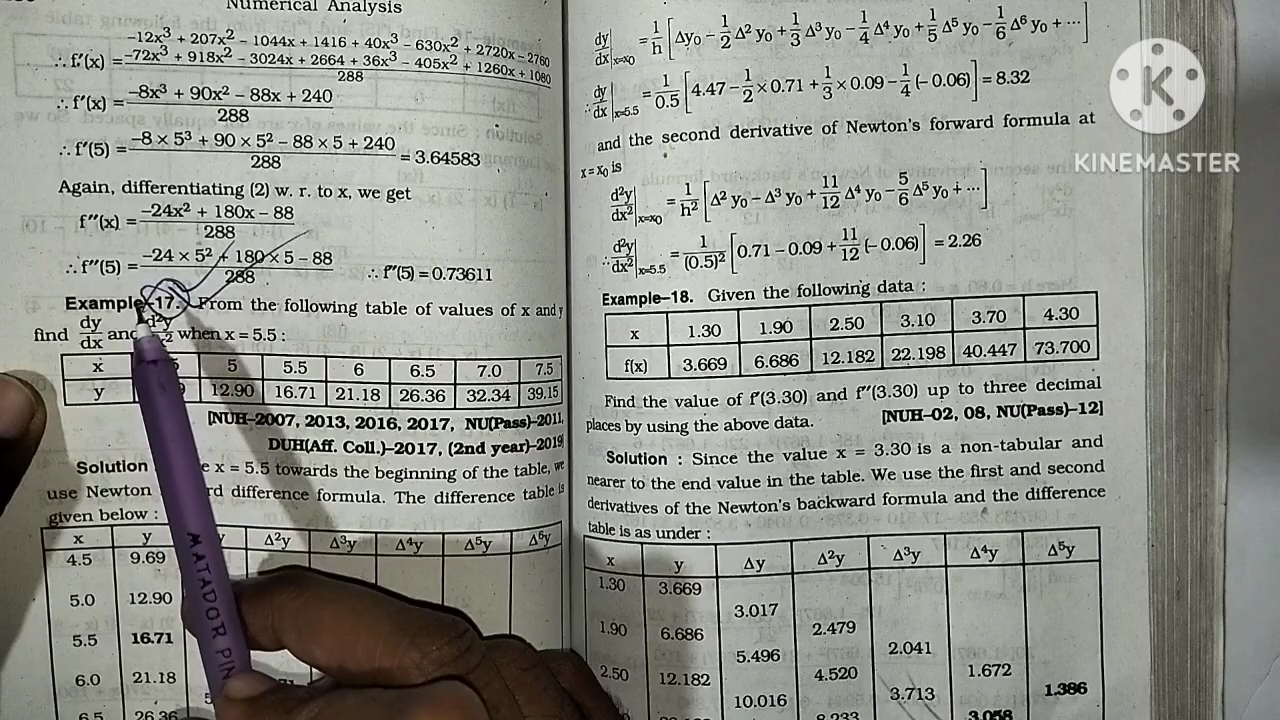 Numerical Analysis
∴ f'(x) = (-12x³ + 207x² - 1044x + 1416 + 40x³ - 630x² + 2720x - 2760
-72x³ + 918x² - 3024x + 2664 + 36x³ - 405x² + 1260x + 1080) / 288
∴ f'(x) = (-8x³ + 90x² - 88x + 240) / 288
∴ f'(5) = (-8 × 5³ + 90 × 5² - 88 × 5 + 240) / 288 = 3.64583
Again, differentiating (2) w. r. to x, we get
f''(x) = (-24x² + 180x - 88) / 288
∴ f''(5) = (-24 × 5² + 180 × 5 - 88) / 288 ∴ f''(5) = 0.73611
Example-17. From the following table of values of x and y
find dy/dx and d²y when x = 5.5 :
x 5 5.5 6 6.5 7.0 7.5
y 12.90 16.71 21.18 26.36 32.34 39.15
[NUH-2007, 2013, 2016, 2017, NU(Pass)-2011,
DUH(Aff. Coll.)-2017, (2nd year)-2019]
Solution x = 5.5 towards the beginning of the table, we
use Newton difference formula. The difference table is
given below :
x y Δ²y Δ³y Δ⁴y Δ⁵y Δ⁶y
4.5 9.69
5.0 12.90
5.5 16.71
6.0 21.18
6.5 26.36
dy/dx|x=x₀ = 1/h [Δy₀ - 1/2 Δ²y₀ + 1/3 Δ³y₀ - 1/4 Δ⁴y₀ + 1/5 Δ⁵y₀ - 1/6 Δ⁶y₀ + ···]
∴ dy/dx|x=5.5 = 1/0.5 [4.47 - 1/2 × 0.71 + 1/3 × 0.09 - 1/4 (-0.06)] = 8.32
and the second derivative of Newton's forward formula at
x = x₀ is
d²y/dx²|x=x₀ = 1/h² [Δ²y₀ - Δ³y₀ + 11/12 Δ⁴y₀ - 5/6 Δ⁵y₀ + ···]
∴ d²y/dx²|x=5.5 = 1/(0.5)² [0.71 - 0.09 + 11/12 (-0.06)] = 2.26
Example-18. Given the following data :
x 1.30 1.90 2.50 3.10 3.70 4.30
f(x) 3.669 6.686 12.182 22.198 40.447 73.700
Find the value of f'(3.30) and f''(3.30) up to three decimal
places by using the above data. [NUH-02, 08, NU(Pass)-12]
Solution : Since the value x = 3.30 is a non-tabular and
nearer to the end value in the table. We use the first and second
derivatives of the Newton's backward formula and the difference
table is as under :
x y Δy Δ²y Δ³y Δ⁴y Δ⁵y
1.30 3.669
3.017
1.90 6.686 2.479
5.496 2.041
2.50 12.182 4.520 1.672
10.016 3.713 1.386
8.233 3.058
KINEMASTER
MATADOR PIN